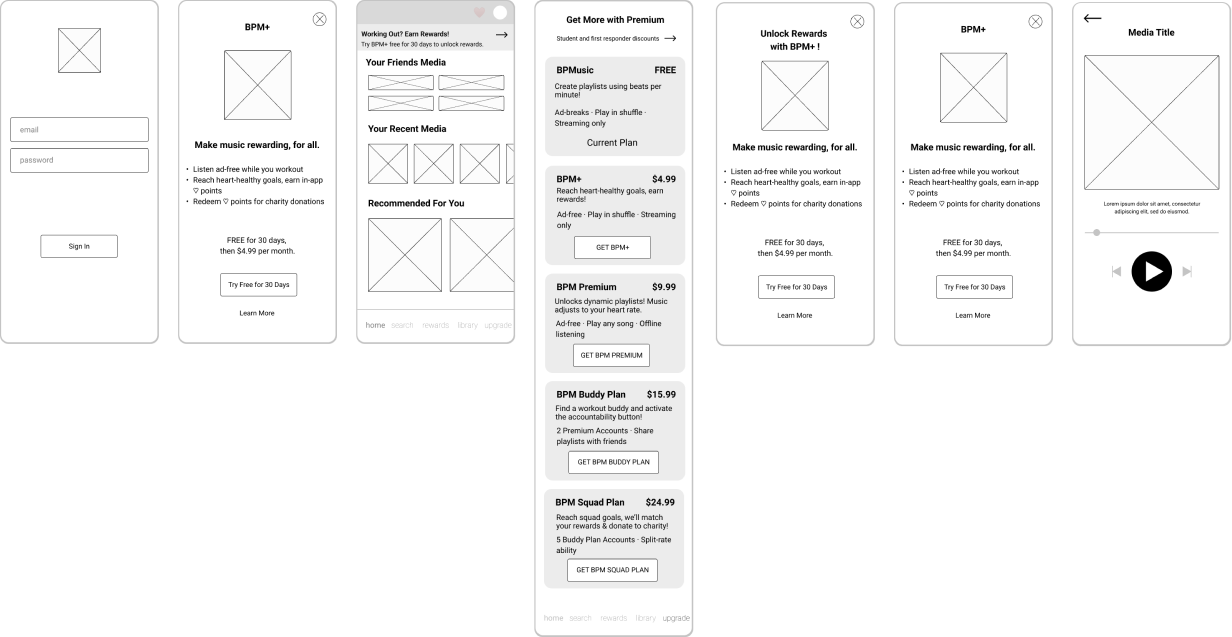 email
password
Sign In
BPM+
Make music rewarding, for all.
• Listen ad-free while you workout
• Reach heart-healthy goals, earn in-app
♡ points
• Redeem ♡ points for charity donations
FREE for 30 days,
then $4.99 per month.
Try Free for 30 Days
Learn More
Working Out? Earn Rewards!
Try BPM+ free for 30 days to unlock rewards.
Your Friends Media
Your Recent Media
Recommended For You
home search rewards library upgrade
Get More with Premium
Student and first responder discounts
BPMusic FREE
Create playlists using beats per
minute!
Ad-breaks · Play in shuffle ·
Streaming only
Current Plan
BPM+ $4.99
Reach heart-healthy goals, earn
rewards!
Ad-free · Play in shuffle · Streaming
only
GET BPM+
BPM Premium $9.99
Unlocks dynamic playlists! Music
adjusts to your heart rate.
Ad-free · Play any song · Offline
listening
GET BPM PREMIUM
BPM Buddy Plan $15.99
Find a workout buddy and activate
the accountability button!
2 Premium Accounts · Share
playlists with friends
GET BPM BUDDY PLAN
BPM Squad Plan $24.99
Reach squad goals, we'll match
your rewards & donate to charity!
5 Buddy Plan Accounts · Split-rate
ability
GET BPM SQUAD PLAN
home search rewards library upgrade
Unlock Rewards
with BPM+ !
Make music rewarding, for all.
• Listen ad-free while you workout
• Reach heart-healthy goals, earn in-app
♡ points
• Redeem ♡ points for charity donations
FREE for 30 days,
then $4.99 per month.
Try Free for 30 Days
Learn More
BPM+
Make music rewarding, for all.
• Listen ad-free while you workout
• Reach heart-healthy goals, earn in-app
♡ points
• Redeem ♡ points for charity donations
FREE for 30 days,
then $4.99 per month.
Try Free for 30 Days
Learn More
Media Title
Lorem ipsum dolor sit amet, consectetur
adipiscing elit, sed do eiusmod.